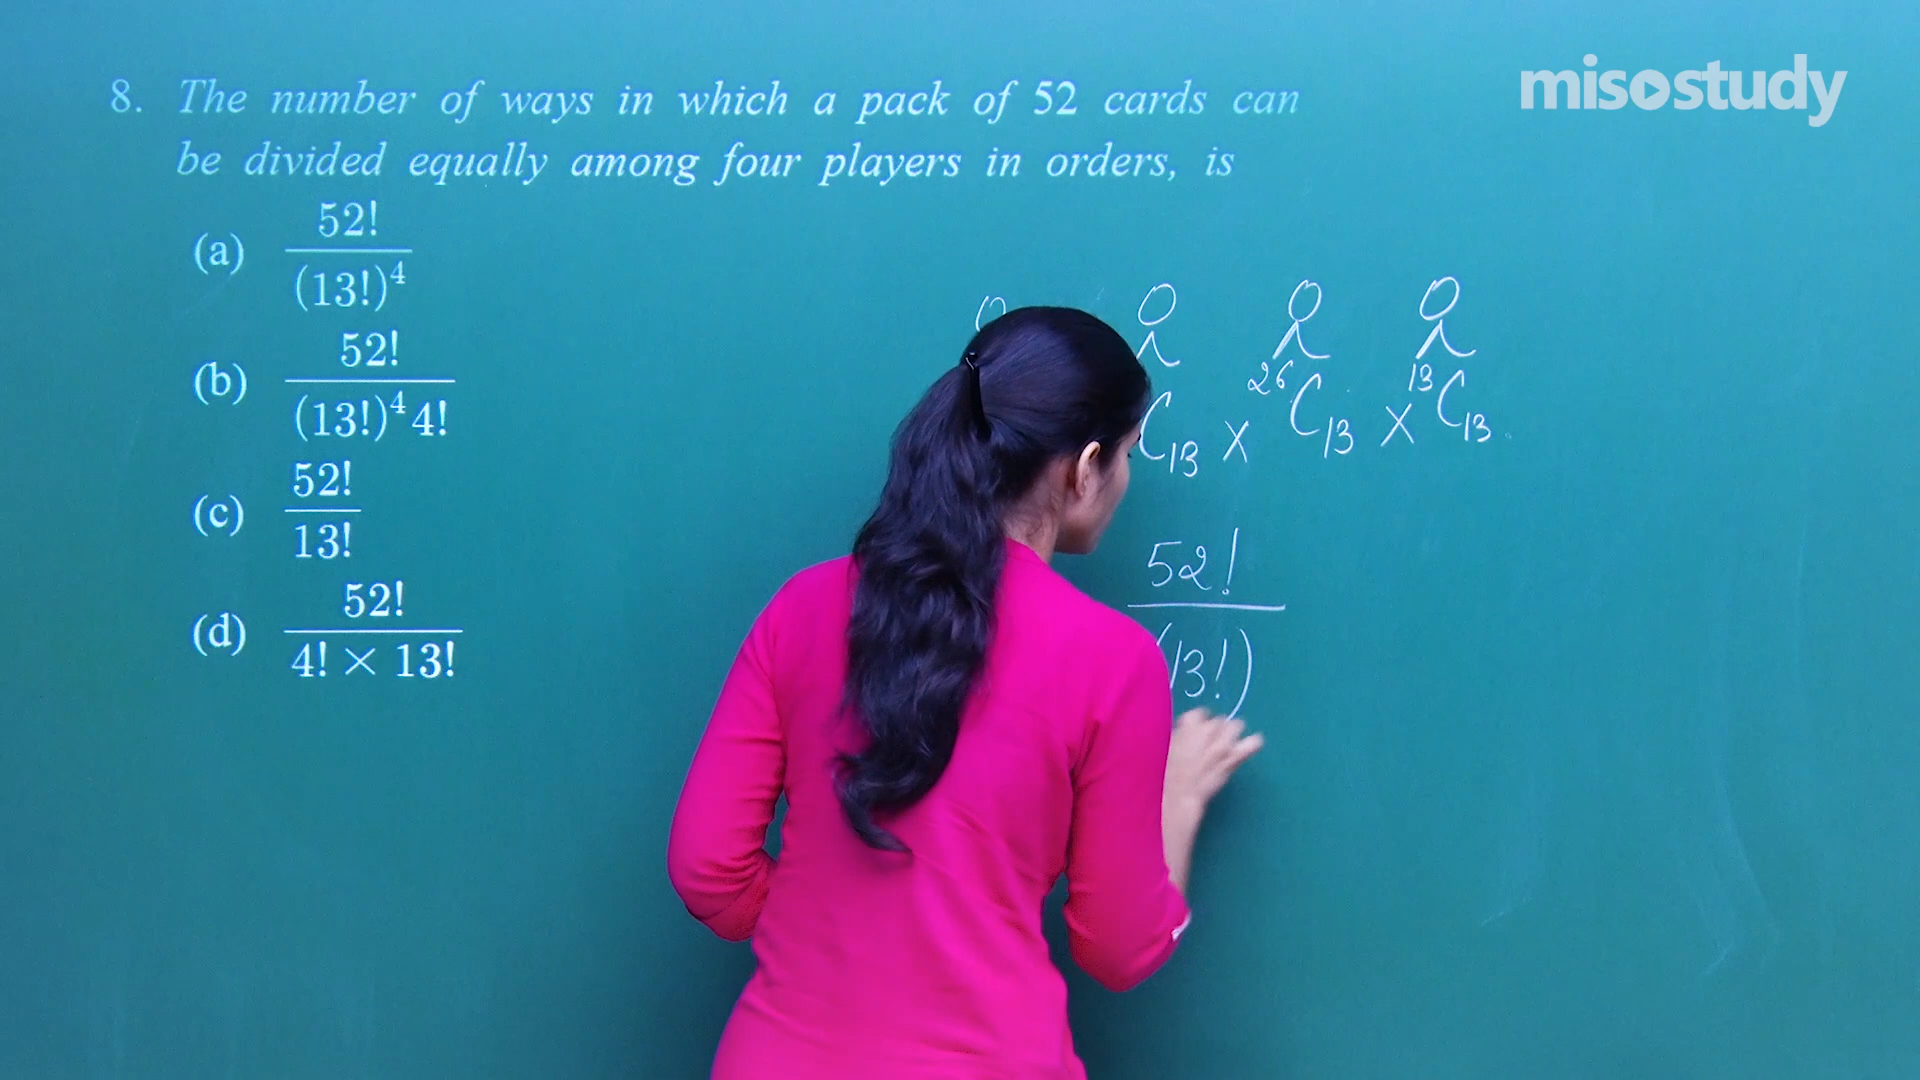 misostudy
8. The number of ways in which a pack of 52 cards can
be divided equally among four players in orders, is
(a) 52! / (13!)^4
(b) 52! / (13!)^4 4!
(c) 52! / 13!
(d) 52! / 4! × 13!
C13 × 26C13 × 13C13
52!
(13!)